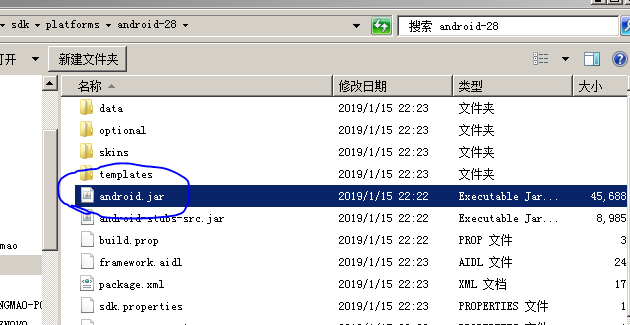 ▸ sdk ▸ platforms ▸ android-28 ▸
搜索 android-28
打开 ▼ 新建文件夹
名称 修改日期 类型 大小
data 2019/1/15 22:23 文件夹
optional 2019/1/15 22:23 文件夹
skins 2019/1/15 22:23 文件夹
templates 2019/1/15 22:23 文件夹
android.jar 2019/1/15 22:22 Executable Jar... 45,688
android-stubs-src.jar 2019/1/15 22:22 Executable Jar... 8,985
mao
build.prop 2019/1/15 22:23 PROP 文件 3
framework.aidl 2019/1/15 22:23 AIDL 文件 24
package.xml 2019/1/15 22:23 XML 文档 17
NGMAO-P
sdk.properties 2019/1/15 22:23 PROPERTIES 文件 1